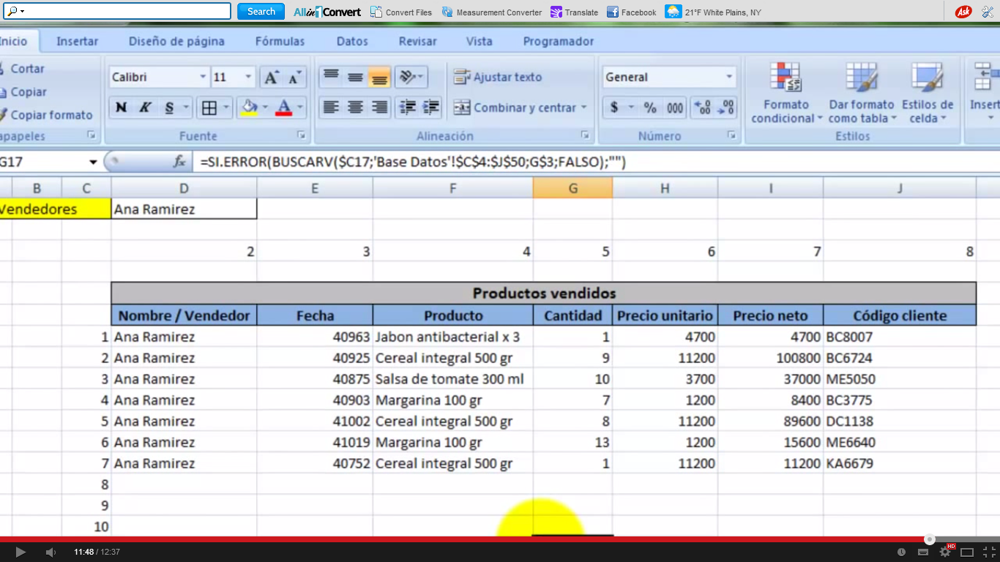 Search AllinConvert Convert Files Measurement Converter Translate Facebook 21°F White Plains, NY Ask
Inicio Insertar Diseño de página Fórmulas Datos Revisar Vista Programador
Cortar
Copiar
Copiar formato
Calibri 11 A A Ajustar texto General
N K S A Combinar y centrar $ % 000
Formato condicional Dar formato como tabla Estilos de celda
Fuente Alineación Número Estilos
G17 fx =SI.ERROR(BUSCARV($C17;'Base Datos'!$C$4:$J$50;G$3;FALSO);"")
B C D E F G H I J
Vendedores Ana Ramirez
2 3 4 5 6 7 8
Productos vendidos
Nombre / Vendedor Fecha Producto Cantidad Precio unitario Precio neto Código cliente
1 Ana Ramirez 40963 Jabon antibacterial x 3 1 4700 4700 BC8007
2 Ana Ramirez 40925 Cereal integral 500 gr 9 11200 100800 BC6724
3 Ana Ramirez 40875 Salsa de tomate 300 ml 10 3700 37000 ME5050
4 Ana Ramirez 40903 Margarina 100 gr 7 1200 8400 BC3775
5 Ana Ramirez 41002 Cereal integral 500 gr 8 11200 89600 DC1138
6 Ana Ramirez 41019 Margarina 100 gr 13 1200 15600 ME6640
7 Ana Ramirez 40752 Cereal integral 500 gr 1 11200 11200 KA6679
8
9
10
11:48 / 12:37 HD